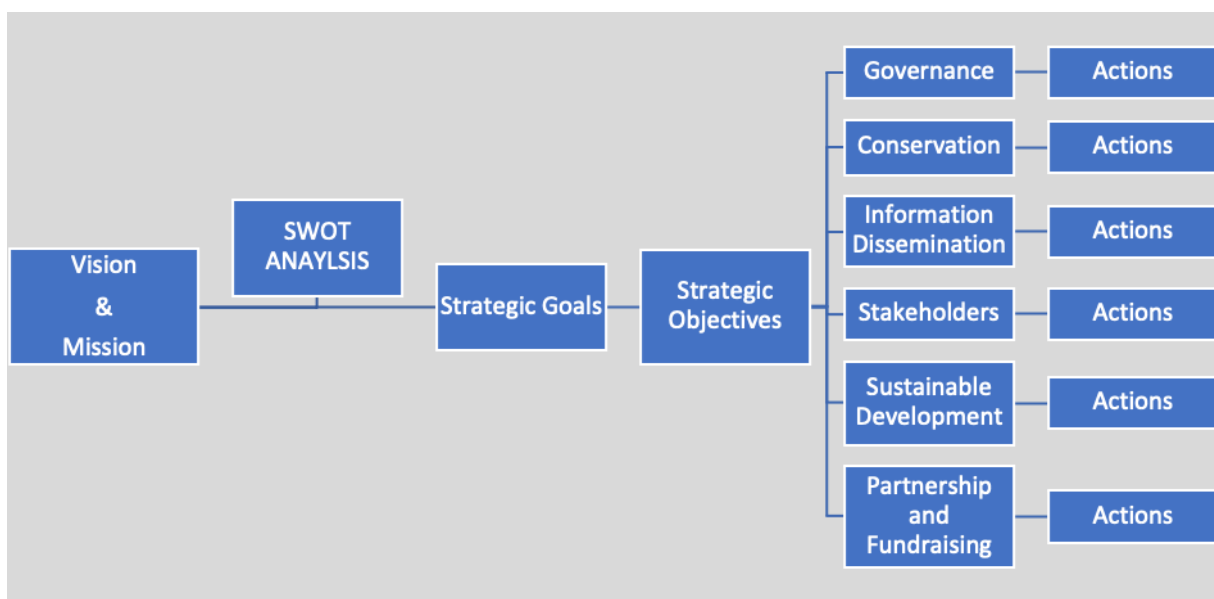 Vision
&
Mission
SWOT
ANAYLSIS
Strategic Goals
Strategic
Objectives
Governance
Actions
Conservation
Actions
Information
Dissemination
Actions
Stakeholders
Actions
Sustainable
Development
Actions
Partnership
and
Fundraising
Actions